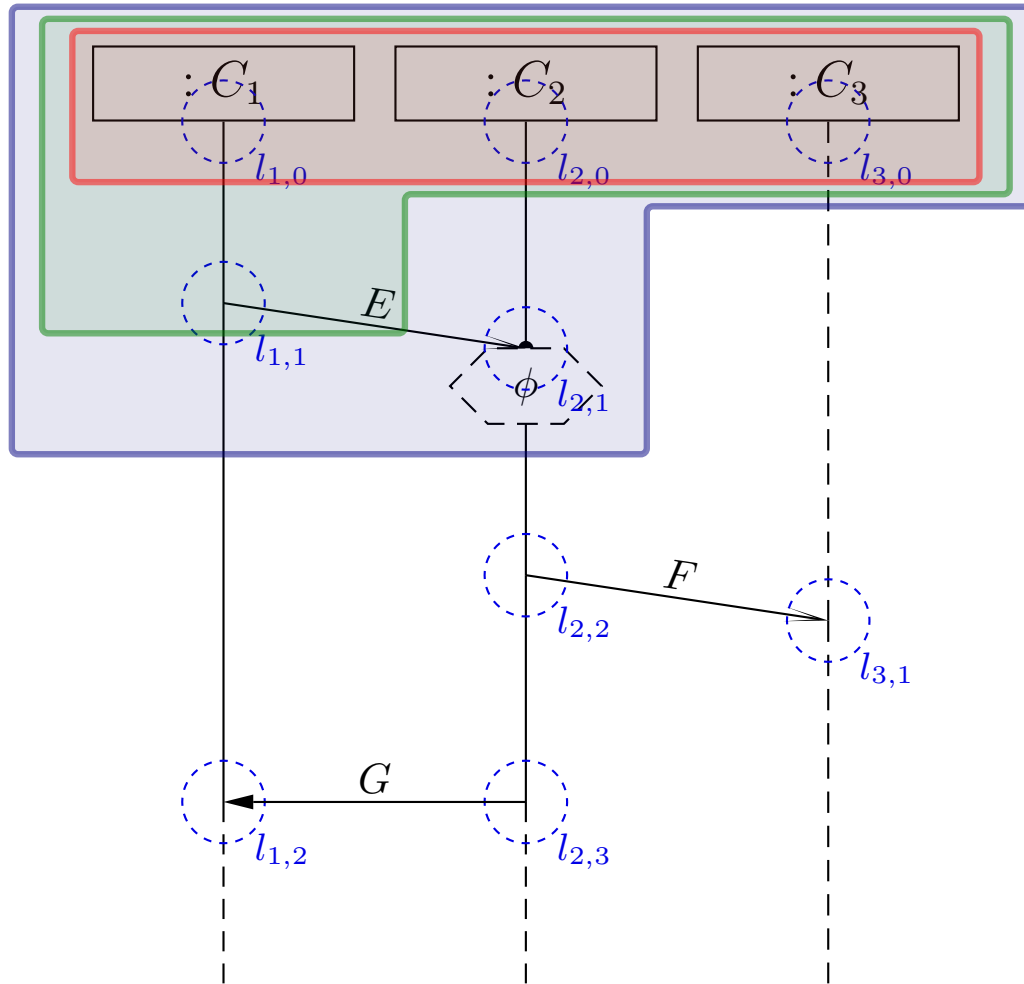 : C₁ : C₂ : C₃
l₁,₀ l₂,₀ l₃,₀
E
l₁,₁
ϕ l₂,₁
F
l₂,₂
l₃,₁
G
l₁,₂ l₂,₃